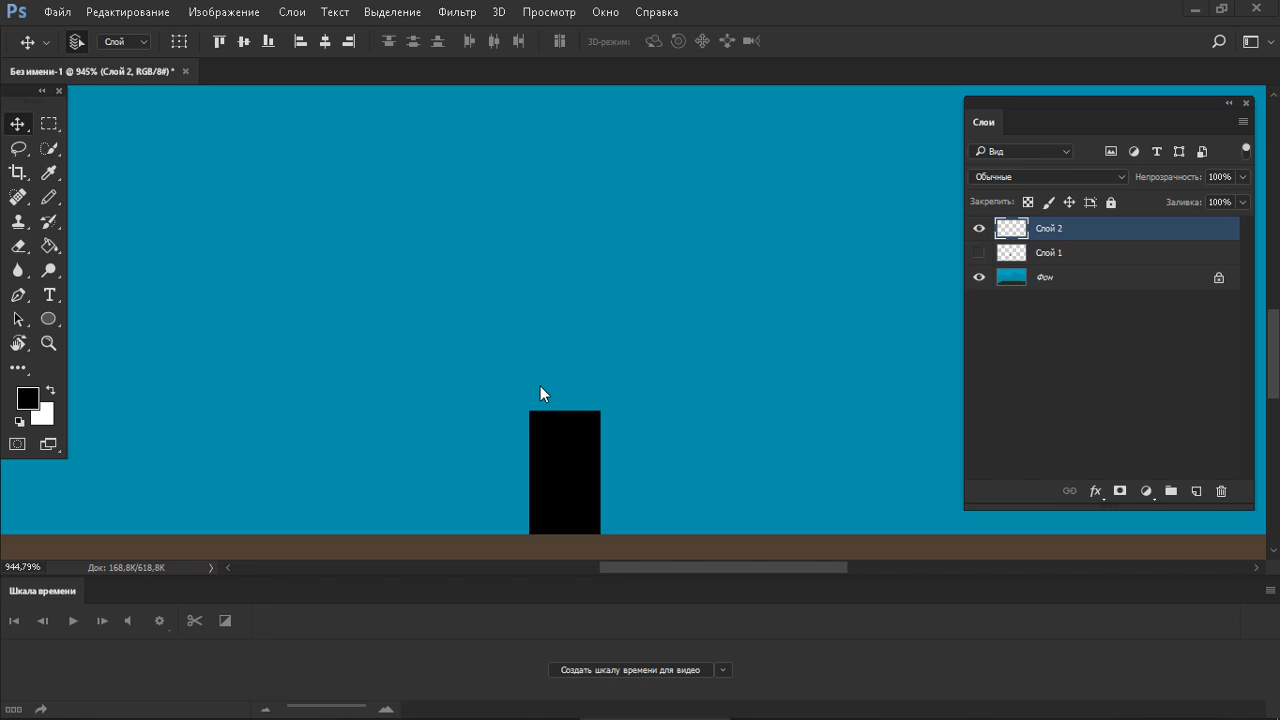 Ps Файл Редактирование Изображение Слои Текст Выделение Фильтр 3D Просмотр Окно Справка
Слой 3D-режим:
Без имени-1 @ 945% (Слой 2, RGB/8#) *
Слои
Вид
Обычные Непрозрачность: 100%
Закрепить: Заливка: 100%
Слой 2
Слой 1
Фон
T
fx
944,79% Док: 168,8K/618,8K
Шкала времени
Создать шкалу времени для видео